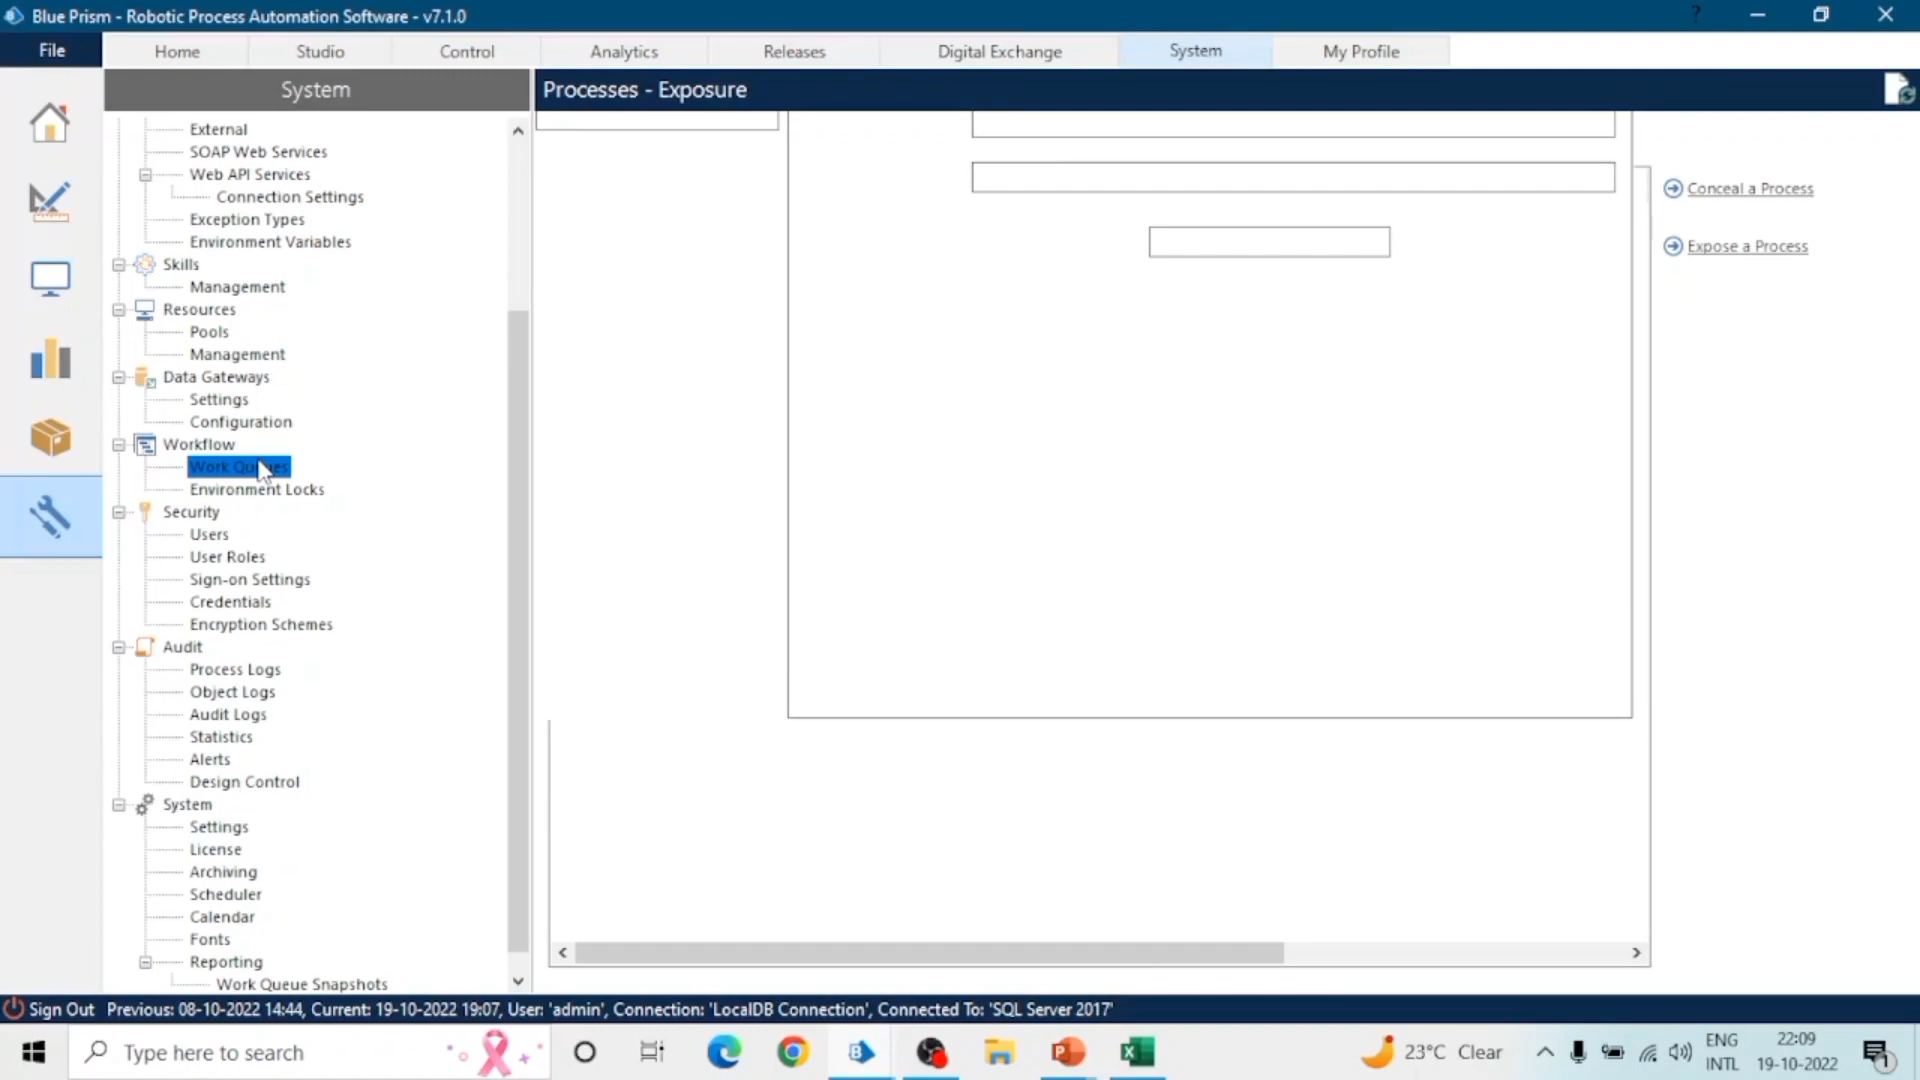 Blue Prism - Robotic Process Automation Software - v7.1.0
?
File
Home
Studio
Control
Analytics
Releases
Digital Exchange
System
My Profile
System
Processes - Exposure
External
SOAP Web Services
Web API Services
Connection Settings
Exception Types
Environment Variables
Skills
Management
Resources
Pools
Management
Data Gateways
Settings
Configuration
Workflow
Work Queues
Environment Locks
Security
Users
User Roles
Sign-on Settings
Credentials
Encryption Schemes
Audit
Process Logs
Object Logs
Audit Logs
Statistics
Alerts
Design Control
System
Settings
License
Archiving
Scheduler
Calendar
Fonts
Reporting
Work Queue Snapshots
Conceal a Process
Expose a Process
Sign Out Previous: 08-10-2022 14:44, Current: 19-10-2022 19:07, User: 'admin', Connection: 'LocalDB Connection', Connected To: 'SQL Server 2017'
Type here to search
23°C Clear
ENG
INTL
22:09
19-10-2022
1